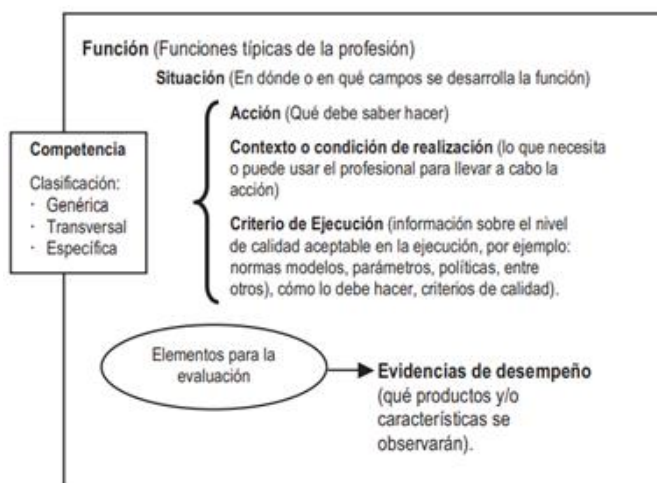 Función (Funciones típicas de la profesión)
Situación (En dónde o en qué campos se desarrolla la función)
Acción (Qué debe saber hacer)
Contexto o condición de realización (lo que necesita
o puede usar el profesional para llevar a cabo la
acción)
Criterio de Ejecución (información sobre el nivel
de calidad aceptable en la ejecución, por ejemplo:
normas modelos, parámetros, políticas, entre
otros), cómo lo debe hacer, criterios de calidad).
Competencia
Clasificación:
· Genérica
· Transversal
· Específica
Elementos para la
evaluación
Evidencias de desempeño
(qué productos y/o
características se
observarán).